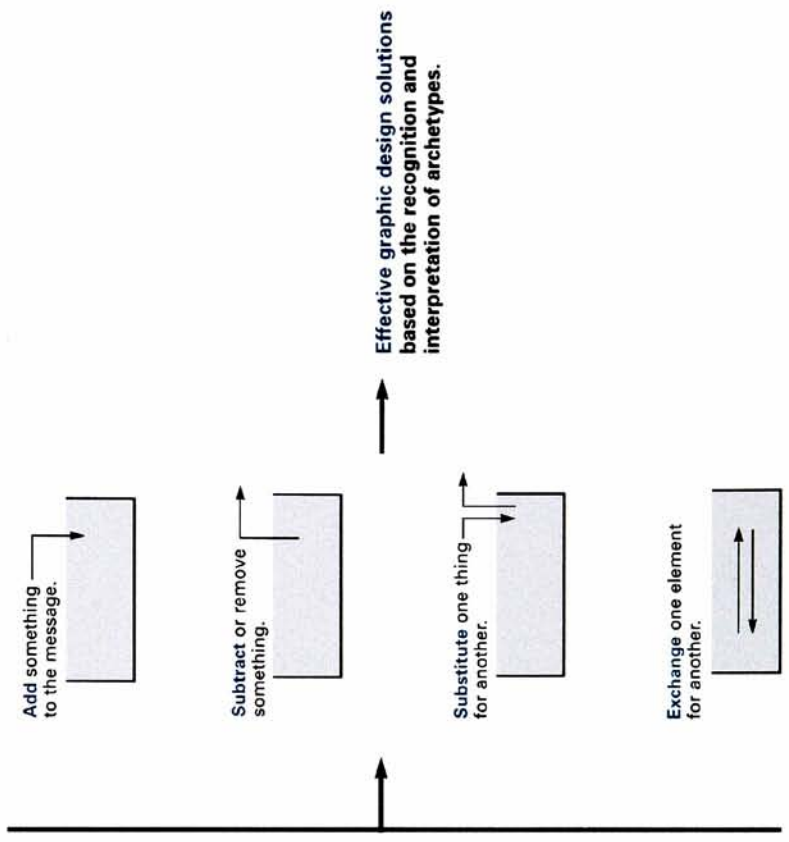 Add something
to the message.
Subtract or remove
something.
Substitute one thing
for another.
Exchange one element
for another.
Effective graphic design solutions
based on the recognition and
interpretation of archetypes.